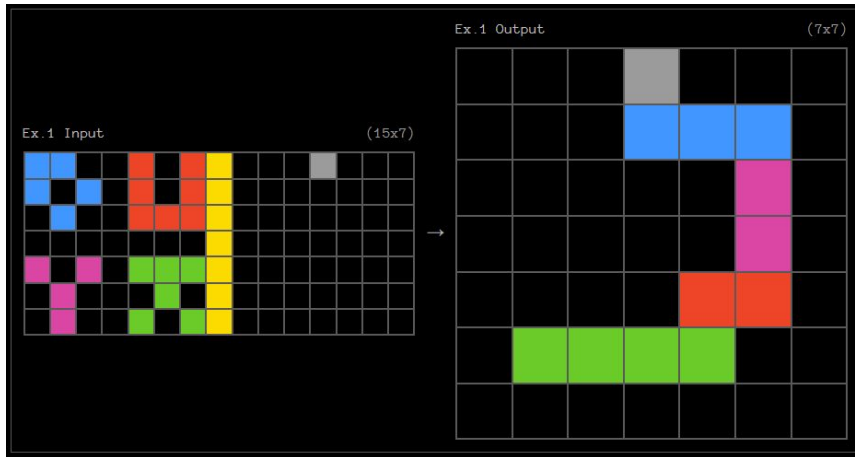 Ex.1 Input (15x7)
→
Ex.1 Output (7x7)